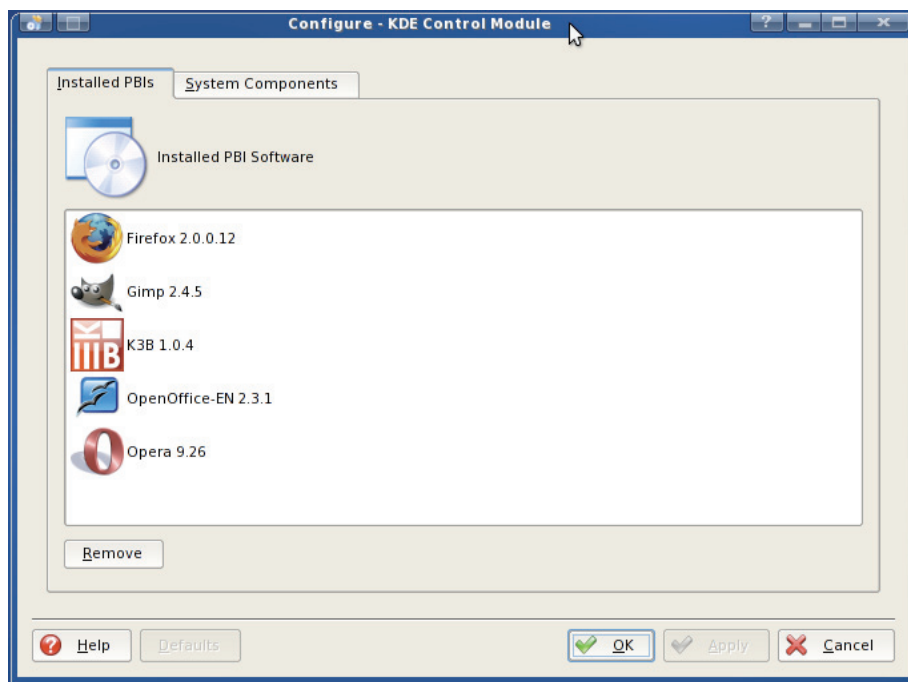 Configure - KDE Control Module
Installed PBIs
System Components
Installed PBI Software
Firefox 2.0.0.12
Gimp 2.4.5
K3B 1.0.4
OpenOffice-EN 2.3.1
Opera 9.26
Remove
Help
Defaults
OK
Apply
Cancel